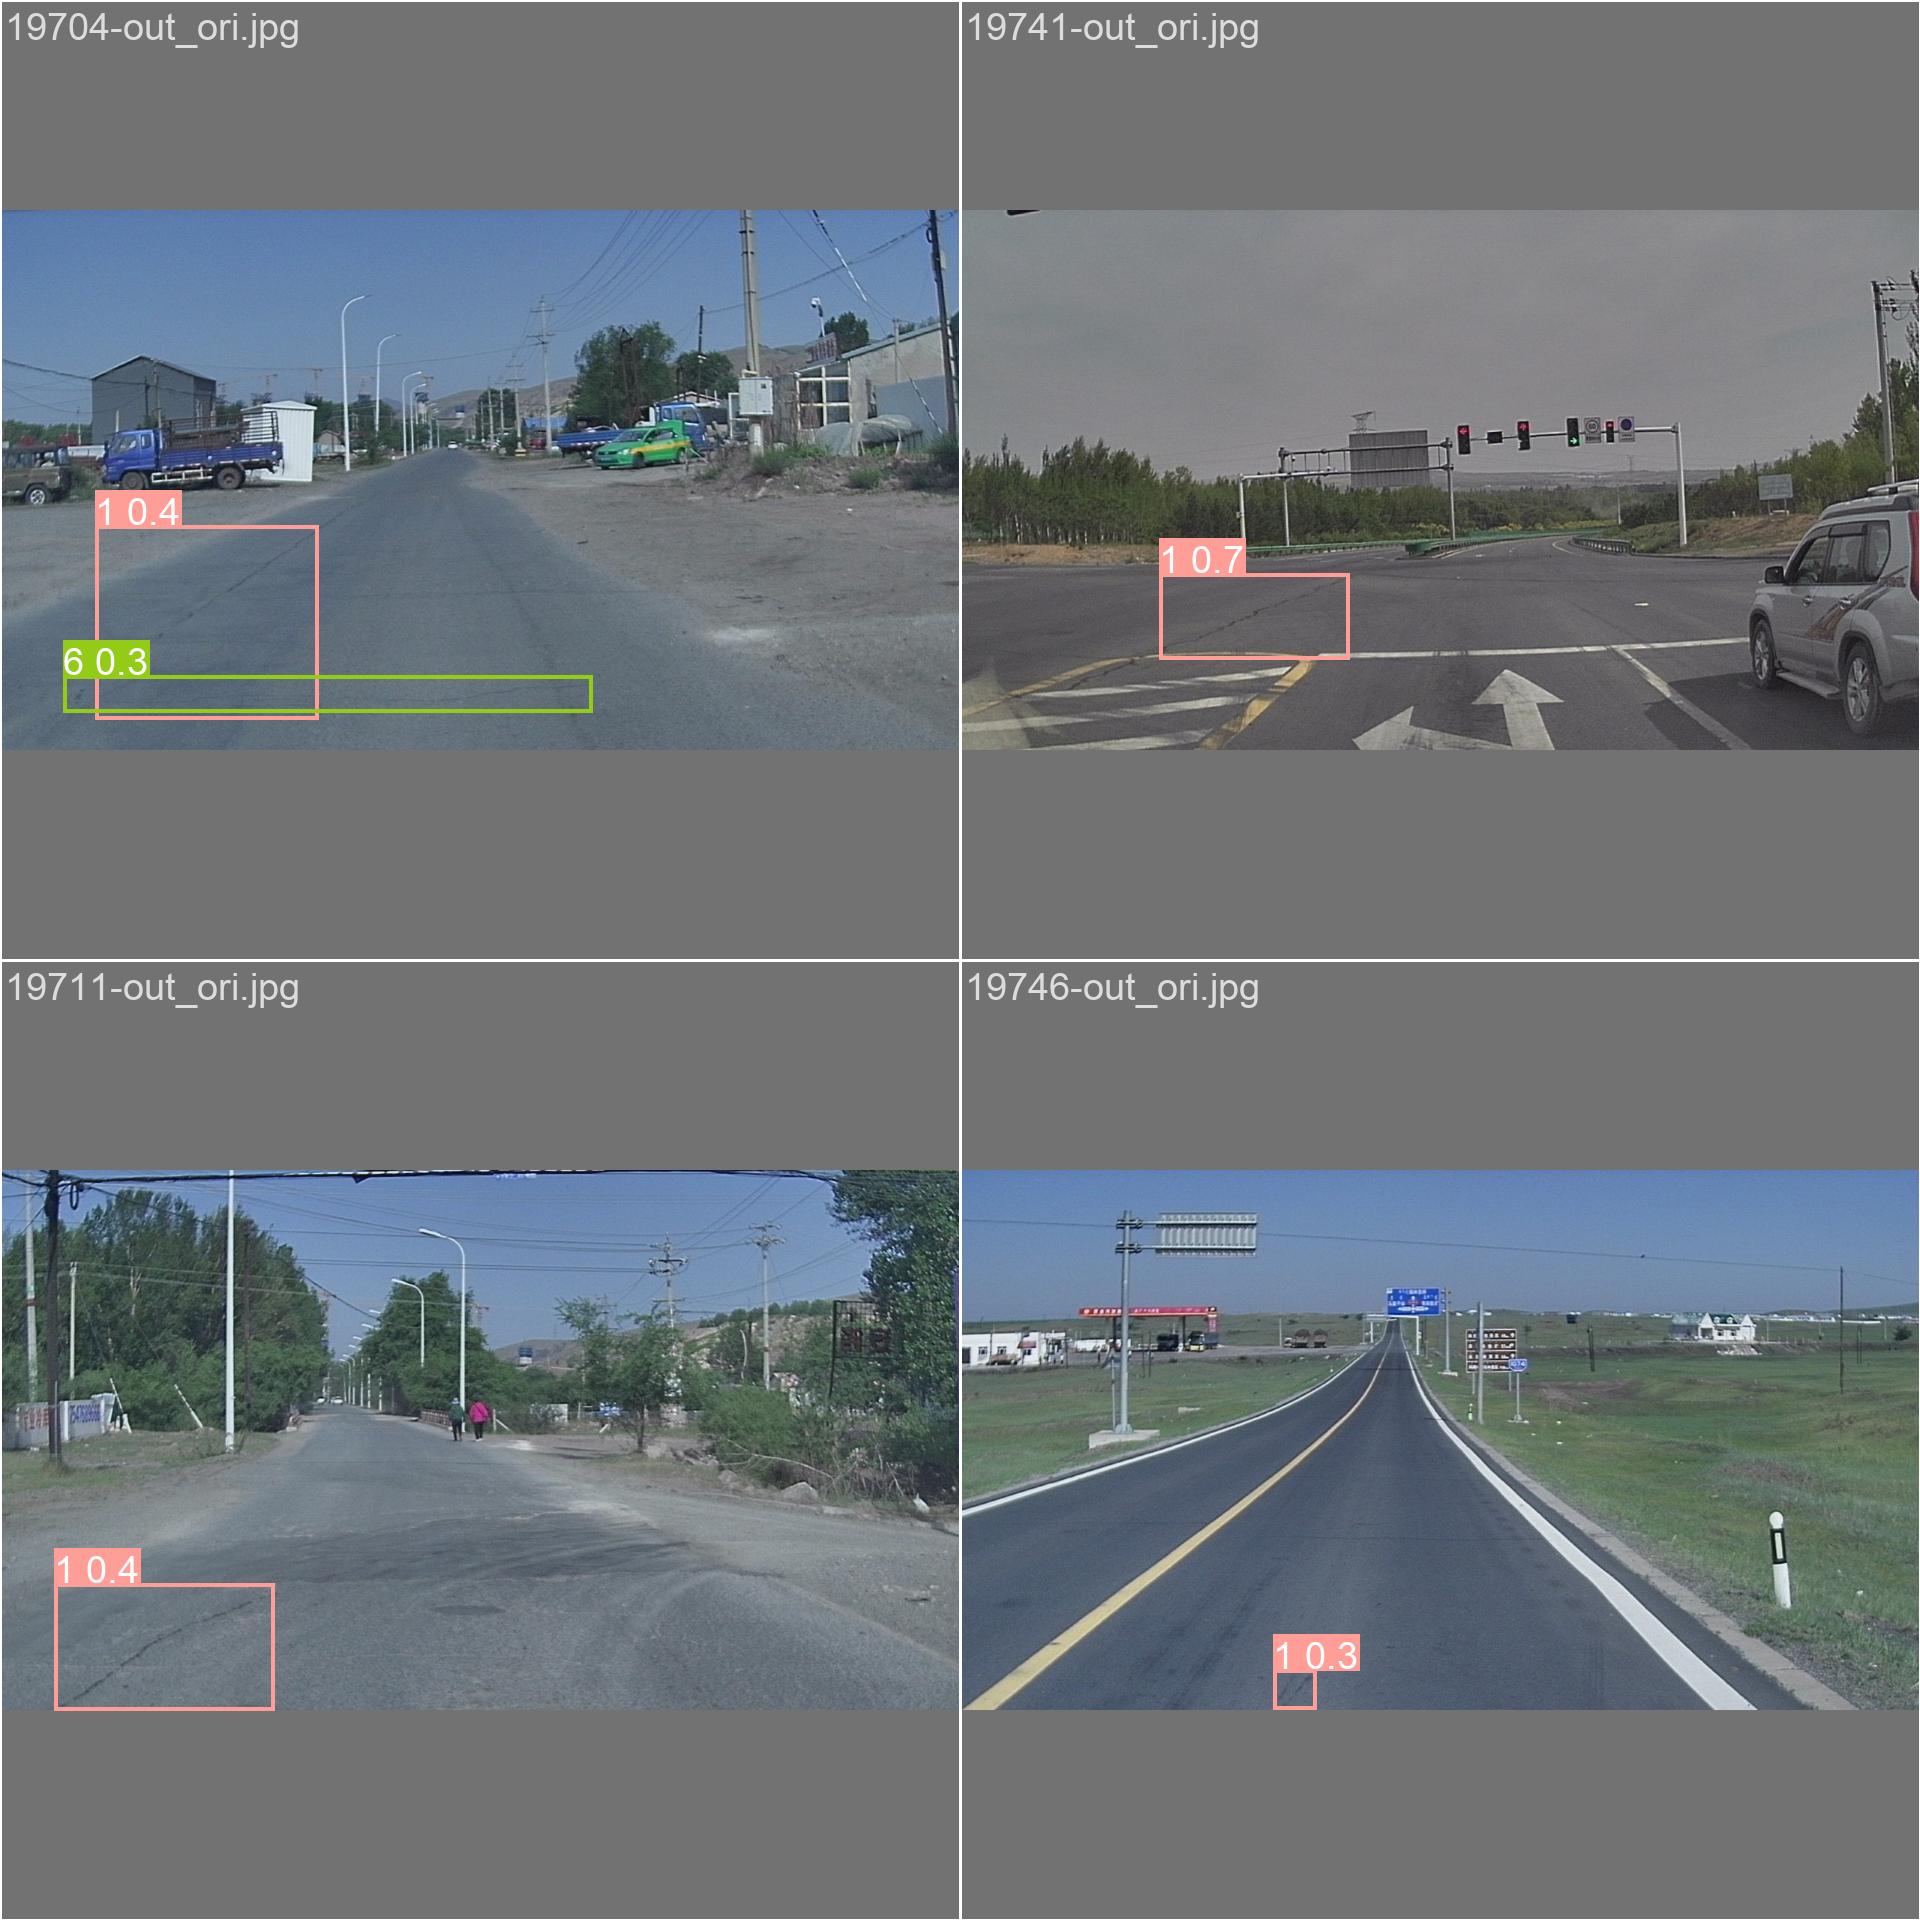 19704-out_ori.jpg
19741-out_ori.jpg
1 0.4
6 0.3
1 0.7
19711-out_ori.jpg
19746-out_ori.jpg
1 0.4
1 0.3